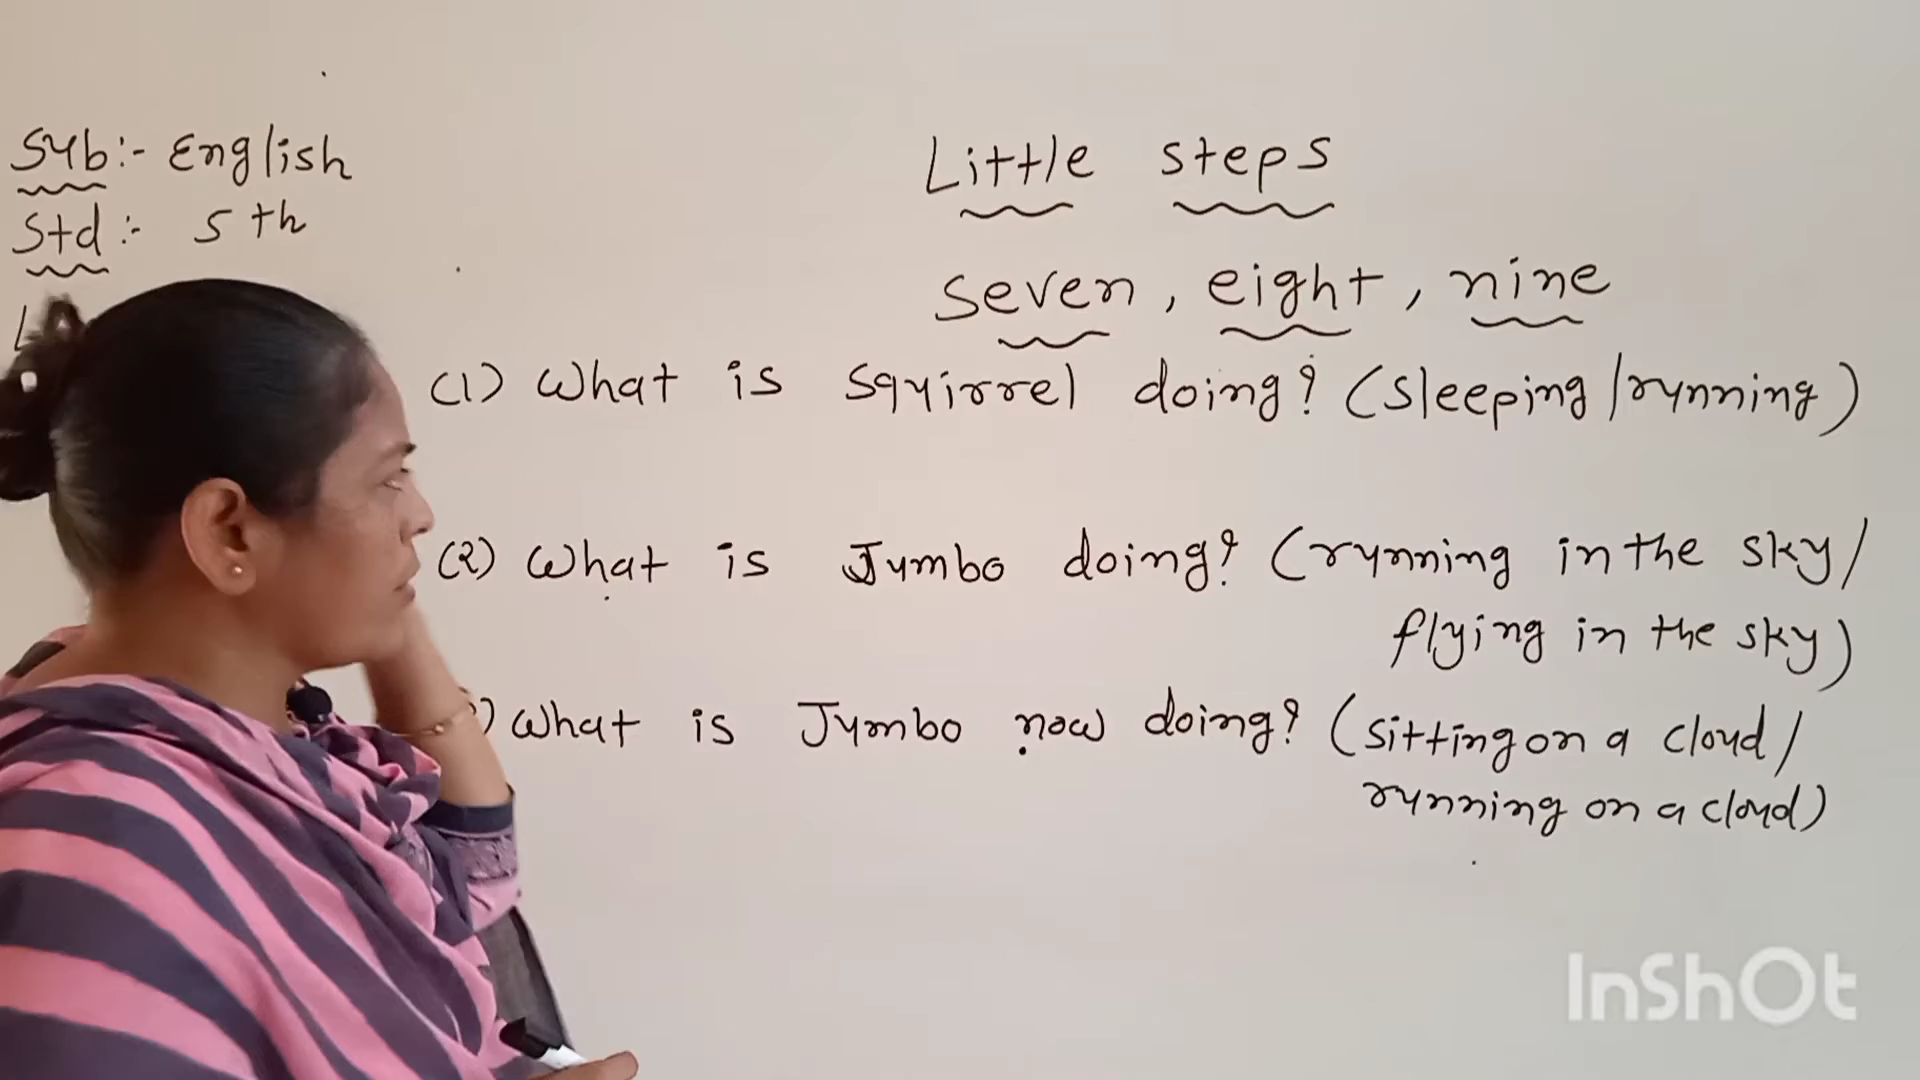 Sub:- English
Std:- 5th
L
Little steps
seven, eight, nine
(1) What is squirrel doing? (sleeping/running)
(2) What is Jumbo doing? (running in the sky/
flying in the sky)
) What is Jumbo now doing? (sitting on a cloud/
running on a cloud)
InShOt